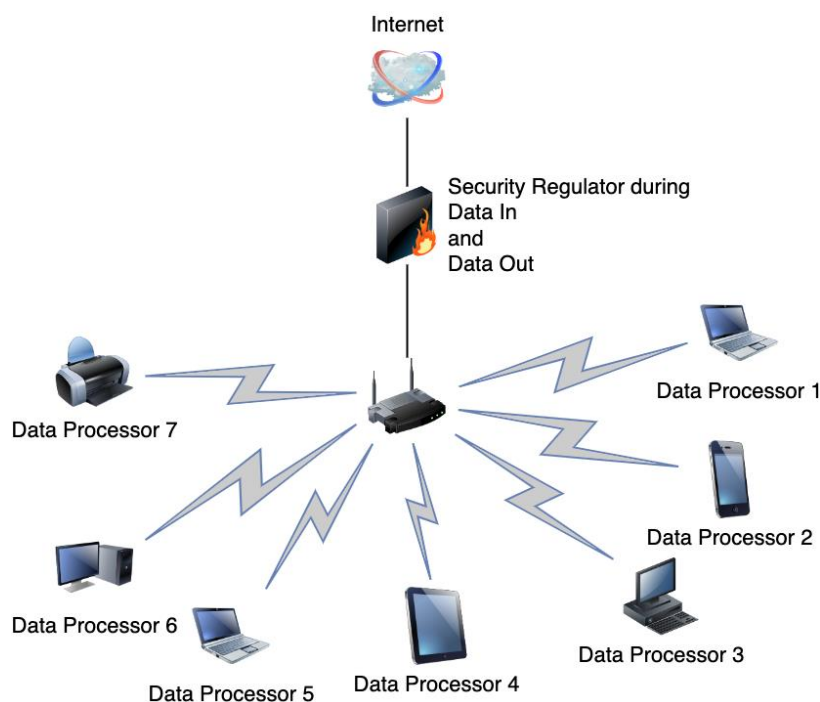 Internet
Security Regulator during
Data In
and
Data Out
Data Processor 1
Data Processor 7
Data Processor 2
Data Processor 6
Data Processor 3
Data Processor 5
Data Processor 4